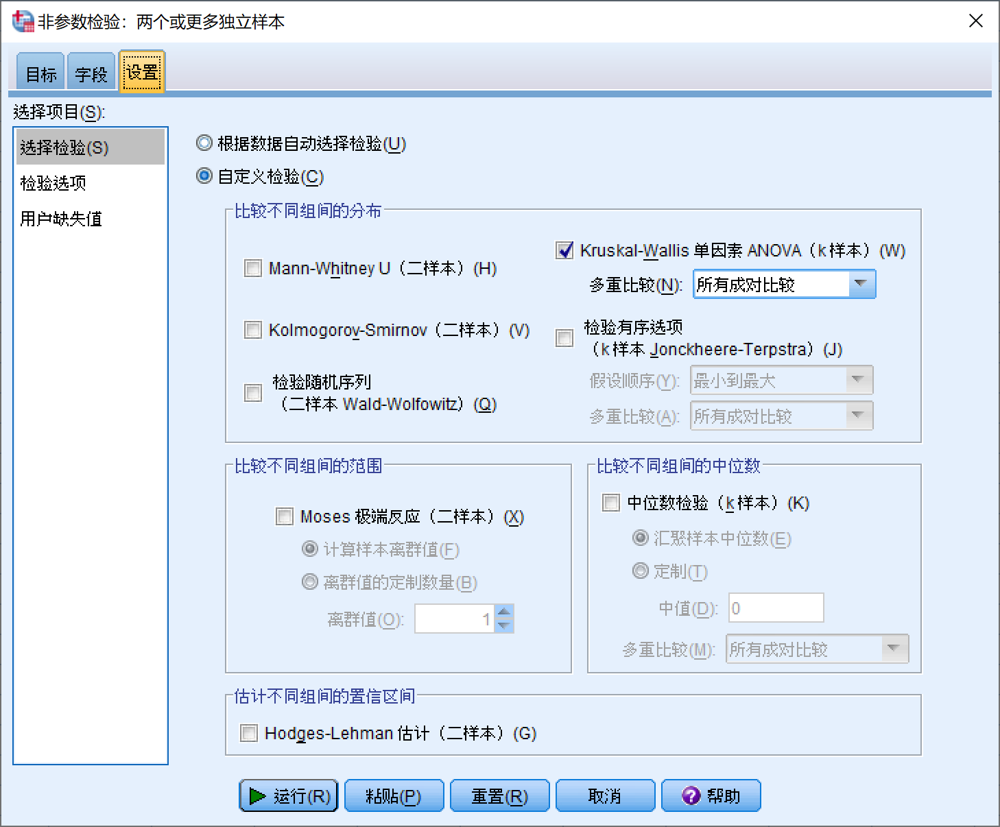 非参数检验：两个或更多独立样本
目标
字段
设置
选择项目(S):
选择检验(S)
检验选项
用户缺失值
根据数据自动选择检验(U)
自定义检验(C)
比较不同组间的分布
Mann-Whitney U（二样本）(H)
Kolmogorov-Smirnov（二样本）(V)
检验随机序列
（二样本 Wald-Wolfowitz）(Q)
Kruskal-Wallis 单因素 ANOVA（k 样本）(W)
多重比较(N): 所有成对比较
检验有序选项
（k 样本 Jonckheere-Terpstra）(J)
假设顺序(Y): 最小到最大
多重比较(A): 所有成对比较
比较不同组间的范围
Moses 极端反应（二样本）(X)
计算样本离群值(F)
离群值的定制数量(B)
离群值(O): 1
比较不同组间的中位数
中位数检验（k 样本）(K)
汇聚样本中位数(E)
定制(T)
中值(D): 0
多重比较(M): 所有成对比较
估计不同组间的置信区间
Hodges-Lehman 估计（二样本）(G)
运行(R)
粘贴(P)
重置(R)
取消
帮助